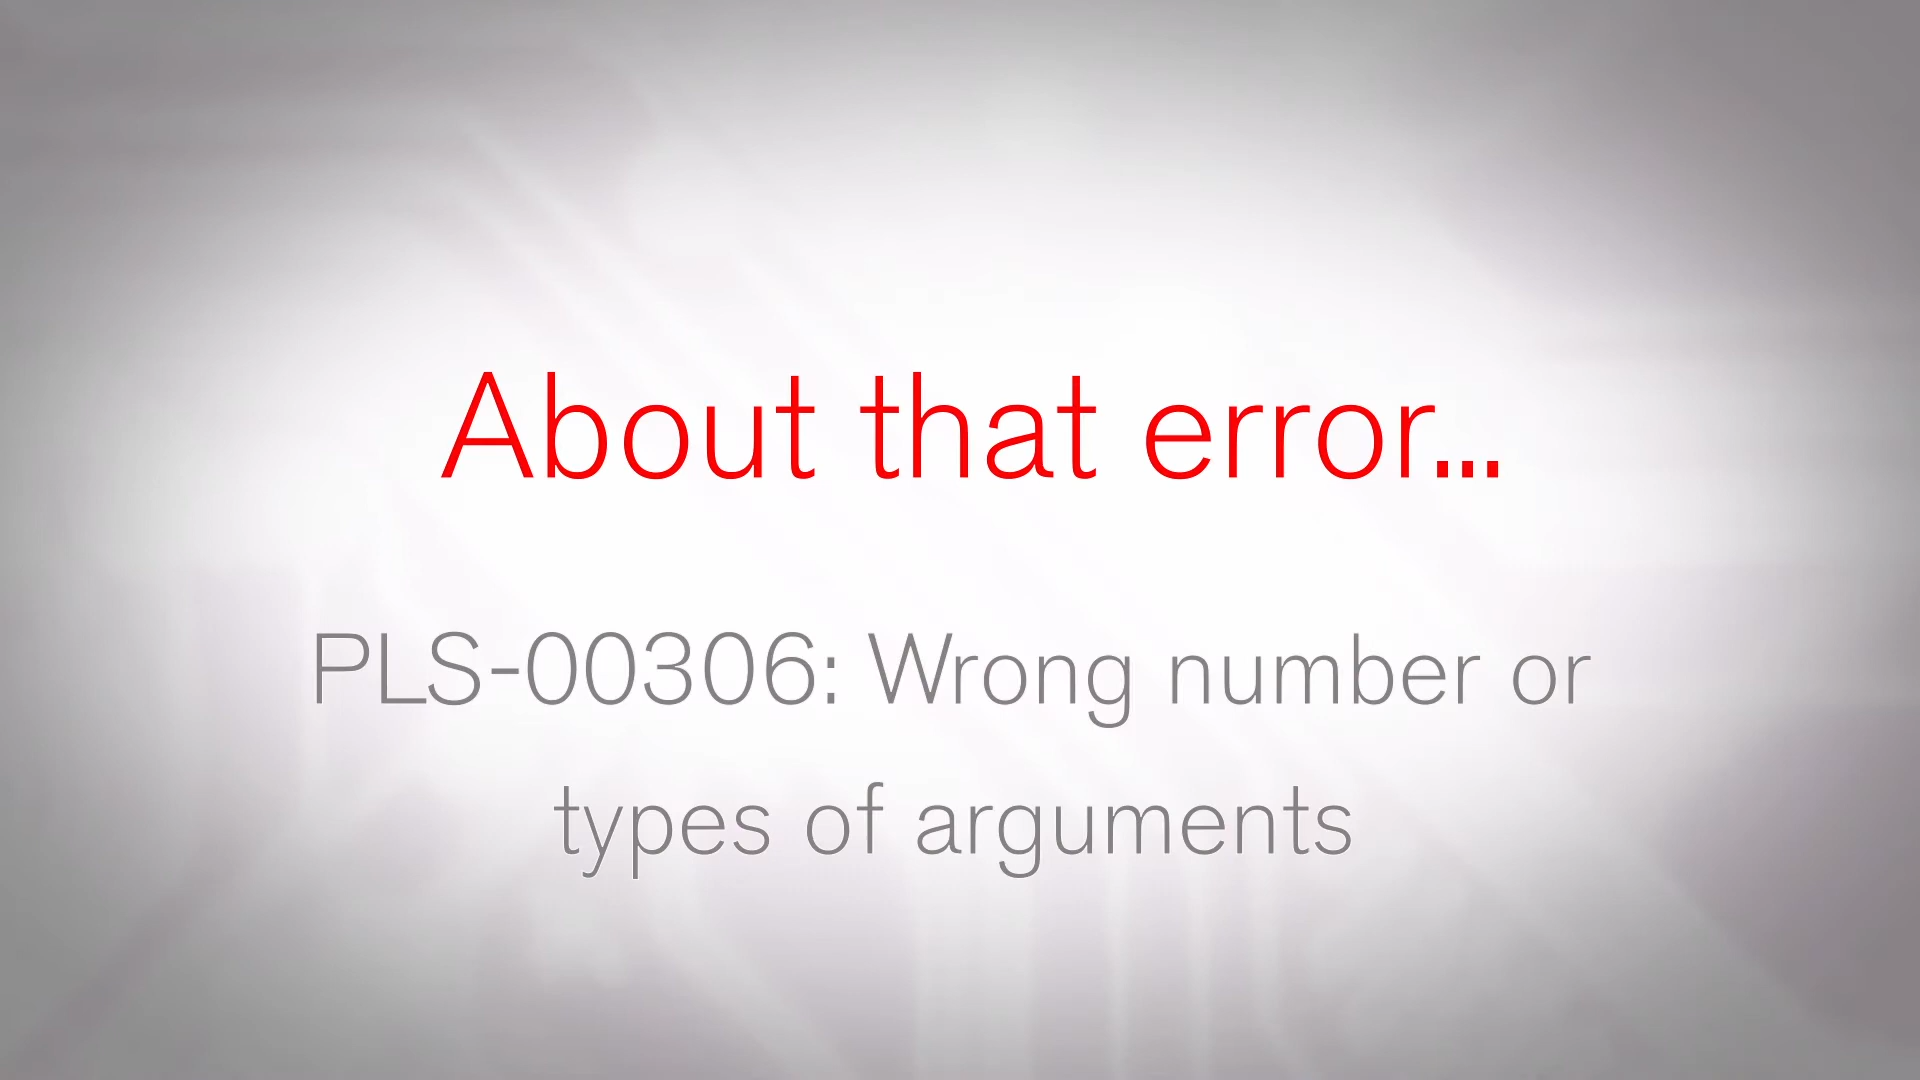 About that error...
PLS-00306: Wrong number or
types of arguments